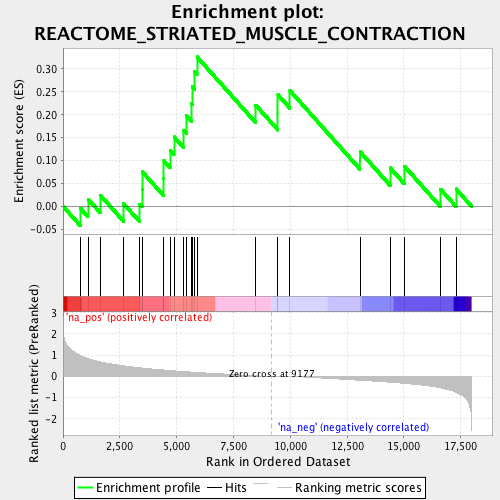 Enrichment plot:
REACTOME_STRIATED_MUSCLE_CONTRACTION
Enrichment score (ES)
0.30
0.25
0.20
0.15
0.10
0.05
0.00
-0.05
'na_pos' (positively correlated)
Ranked list metric (PreRanked)
3
2
1
0
-1
-2
Zero cross at 9177
'na_neg' (negatively correlated)
0 2,500 5,000 7,500 10,000 12,500 15,000 17,500
Rank in Ordered Dataset
Enrichment profile Hits Ranking metric scores